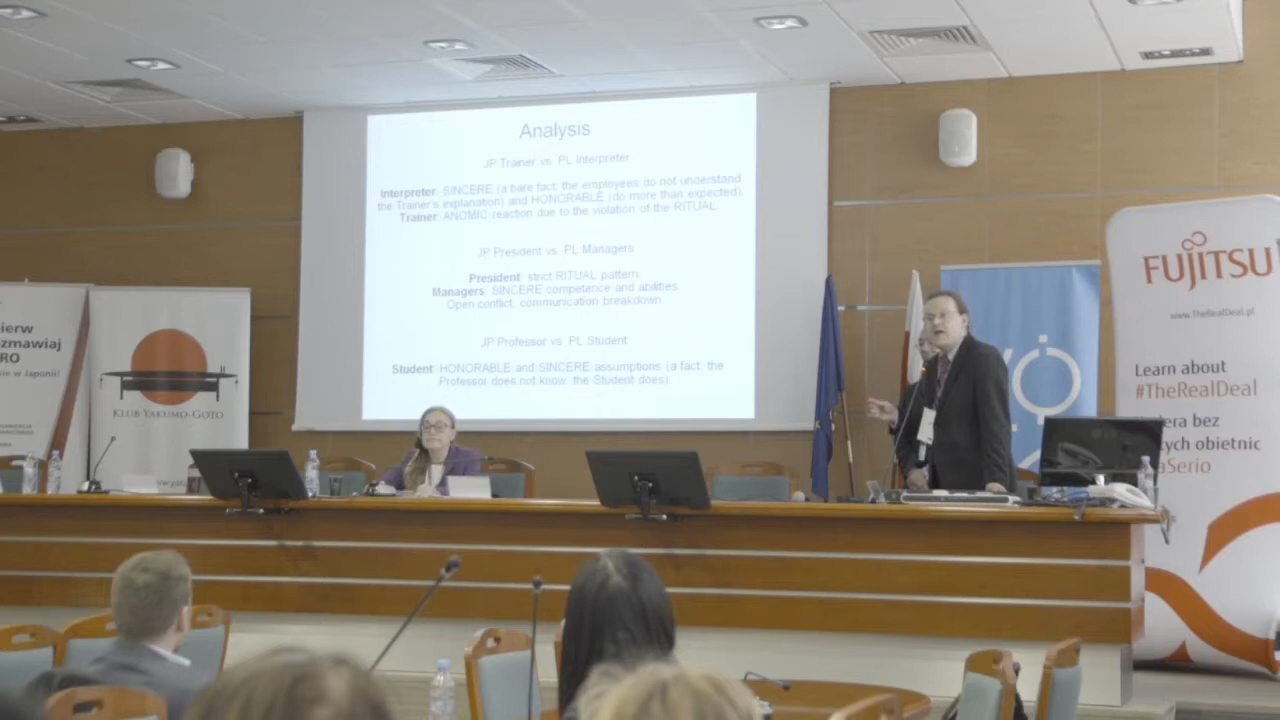 Analysis
JP Trainer vs. PL Interpreter
Interpreter: SINCERE (a bare fact: the employees do not understand
the Trainer's explanation) and HONORABLE (do more than expected).
Trainer: ANOMIC reaction due to the violation of the RITUAL.
JP President vs. PL Managers
President: strict RITUAL pattern.
Managers: SINCERE competence and abilities.
Open conflict, communication breakdown.
JP Professor vs. PL Student
Student: HONORABLE and SINCERE assumptions (a fact: the
Professor does not know, the Student does)
KLUB YAKUMO-GOTO
FUJITSU
www.TheRealDeal.pl
Learn about
#TheRealDeal
bez
obietnic
aSerio